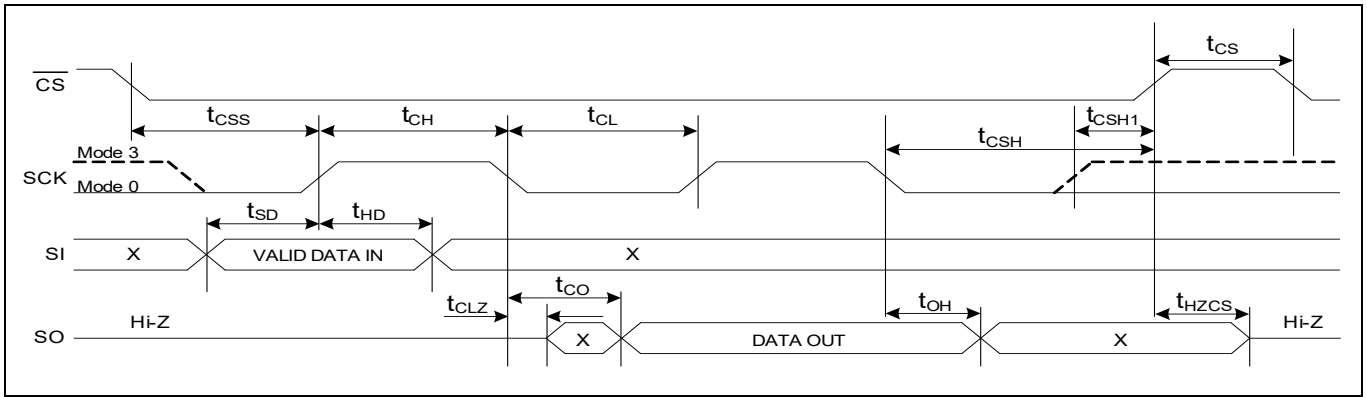 tCS
CS
tCSS
tCH
tCL
tCSH
tCSH1
Mode 3
SCK
Mode 0
tSD
tHD
SI
X
VALID DATA IN
X
tCLZ
tCO
tOH
tHZCS
SO
Hi-Z
X
DATA OUT
X
Hi-Z